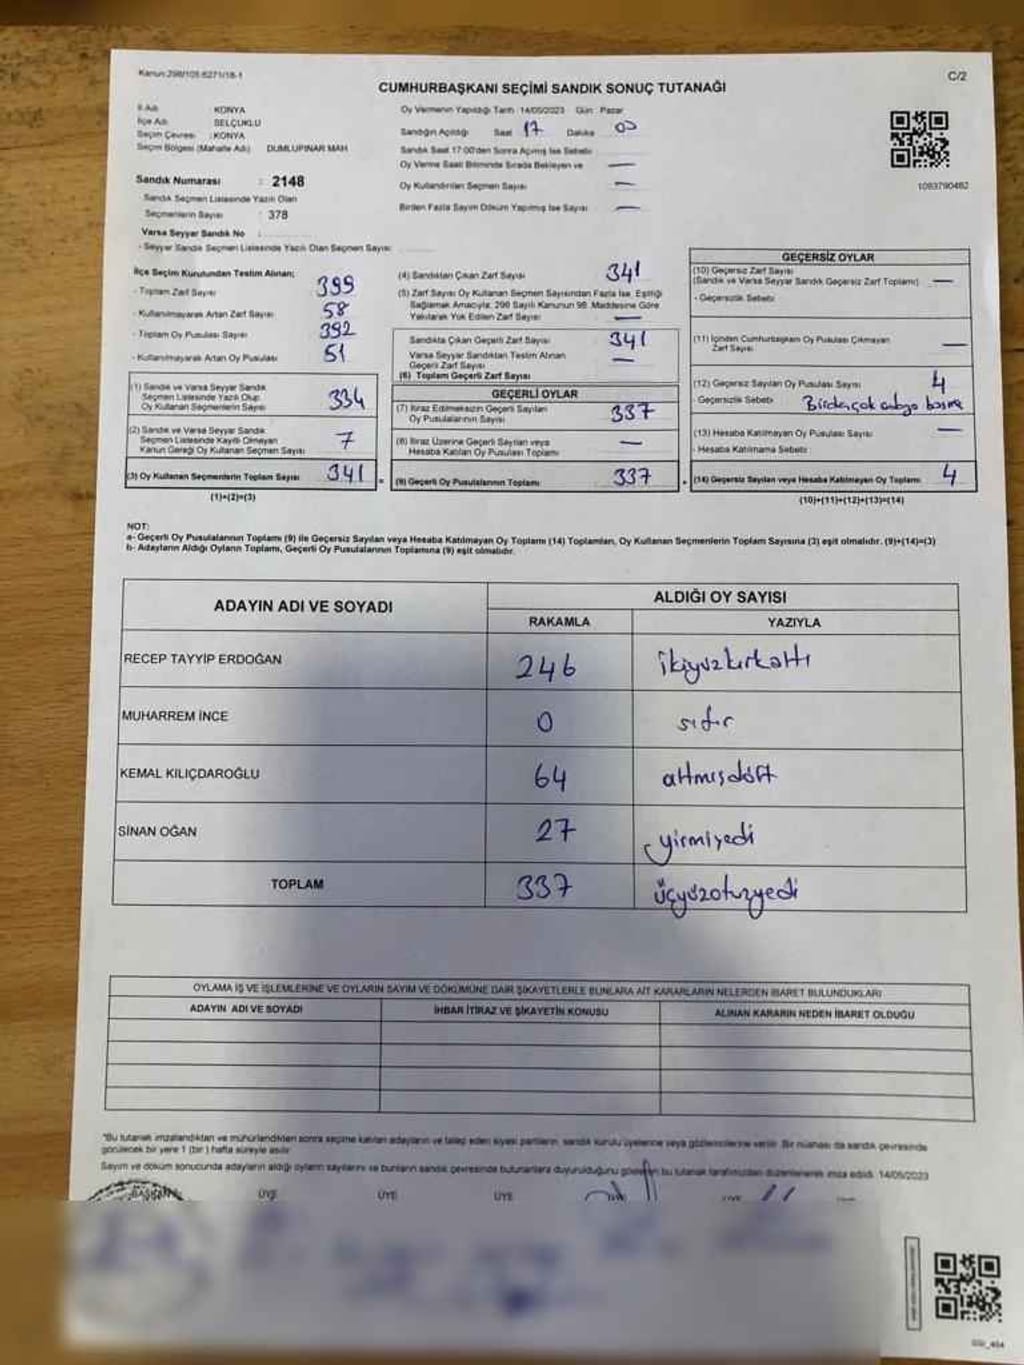 Kanun:298/105-6271/18-1
C/2
CUMHURBAŞKANI SEÇİMİ SANDIK SONUÇ TUTANAĞI
İl Adı : KONYA
İlçe Adı : SELÇUKLU
Seçim Çevresi : KONYA
Seçim Bölgesi (Mahalle Adı) DUMLUPINAR MAH
Sandık Numarası : 2148
Sandık Seçmen Listesinde Yazılı Olan
Seçmenlerin Sayısı : 378
Varsa Seyyar Sandık No :
- Seyyar Sandık Seçmen Listesinde Yazılı Olan Seçmen Sayısı:
Oy Vermenin Yapıldığı Tarih : 14/05/2023 Gün : Pazar
Sandığın Açıldığı Saat 17 Dakika 00
Sandık Saat 17:00'den Sonra Açılmış İse Sebebi:
Oy Verme Saati Bitiminde Sırada Bekleyen ve —
Oy Kullandırılan Seçmen Sayısı —
Birden Fazla Sayım Döküm Yapılmış İse Sayısı —
1093790462
İlçe Seçim Kurulundan Teslim Alınan;
- Toplam Zarf Sayısı 399
- Kullanılmayarak Artan Zarf Sayısı 58
- Toplam Oy Pusulası Sayısı 392
- Kullanılmayarak Artan Oy Pusulası 51
(1) Sandık ve Varsa Seyyar Sandık
Seçmen Listesinde Yazılı Olup
Oy Kullanan Seçmenlerin Sayısı 334
(2) Sandık ve Varsa Seyyar Sandık
Seçmen Listesinde Kayıtlı Olmayan
Kanun Gereği Oy Kullanan Seçmen Sayısı 7
(3) Oy Kullanan Seçmenlerin Toplam Sayısı 341
(1)+(2)=(3)
(4) Sandıktan Çıkan Zarf Sayısı 341
(5) Zarf Sayısı Oy Kullanan Seçmen Sayısından Fazla İse, Eşitliği
Sağlamak Amacıyla; 298 Sayılı Kanunun 98. Maddesine Göre
Yakılarak Yok Edilen Zarf Sayısı —
Sandıkta Çıkan Geçerli Zarf Sayısı 341
Varsa Seyyar Sandıktan Teslim Alınan
Geçerli Zarf Sayısı —
(6) Toplam Geçerli Zarf Sayısı
GEÇERLİ OYLAR
(7) İtiraz Edilmeksizin Geçerli Sayılan
Oy Pusulalarının Sayısı 337
(8) İtiraz Üzerine Geçerli Sayılan veya
Hesaba Katılan Oy Pusulası Toplamı —
(9) Geçerli Oy Pusulalarının Toplamı 337
GEÇERSİZ OYLAR
(10) Geçersiz Zarf Sayısı
(Sandık ve Varsa Seyyar Sandık Geçersiz Zarf Toplamı) —
- Geçersizlik Sebebi
(11) İçinden Cumhurbaşkanı Oy Pusulası Çıkmayan
Zarf Sayısı —
(12) Geçersiz Sayılan Oy Pusulası Sayısı 4
- Geçersizlik Sebebi Birden çok basma
(13) Hesaba Katılmayan Oy Pusulası Sayısı —
- Hesaba Katılmama Sebebi
(14) Geçersiz Sayılan veya Hesaba Katılmayan Oy Toplamı 4
(10)+(11)+(12)+(13)=(14)
NOT:
a- Geçerli Oy Pusulalarının Toplamı (9) ile Geçersiz Sayılan veya Hesaba Katılmayan Oy Toplamı (14) Toplamları, Oy Kullanan Seçmenlerin Toplam Sayısına (3) eşit olmalıdır. (9)+(14)=(3)
b- Adayların Aldığı Oyların Toplamı, Geçerli Oy Pusulalarının Toplamına (9) eşit olmalıdır.
ADAYIN ADI VE SOYADI
ALDIĞI OY SAYISI
RAKAMLA YAZIYLA
RECEP TAYYİP ERDOĞAN 246 ikiyüzkırkaltı
MUHARREM İNCE 0 sıfır
KEMAL KILIÇDAROĞLU 64 altmışdört
SİNAN OĞAN 27 yirmiyedi
TOPLAM 337 üçyüzotuzyedi
OYLAMA İŞ VE İŞLEMLERİNE VE OYLARIN SAYIM VE DÖKÜMÜNE DAİR ŞİKAYETLERLE BUNLARA AİT KARARLARIN NELERDEN İBARET BULUNDUKLARI
ADAYIN ADI VE SOYADI İHBAR İTİRAZ VE ŞİKAYETİN KONUSU ALINAN KARARIN NEDEN İBARET OLDUĞU
"Bu tutanak imzalandıktan ve mühürlendikten sonra seçime katılan adayların ve talep eden siyasi partilerin, sandık kurulu üyelerine veya gözlemcilerine verilir. Bir nüshası da sandık çevresinde
görülecek bir yere 1 (bir) hafta süreyle asılır.
Sayım ve döküm sonucunda adayların aldığı oyların sayılarını ve bunların sandık çevresinde bulunanlara duyurulduğunu gösteren bu tutanak tarafımızdan düzenlenerek imza edildi. 14/05/2023
BAŞKAN ÜYE ÜYE ÜYE